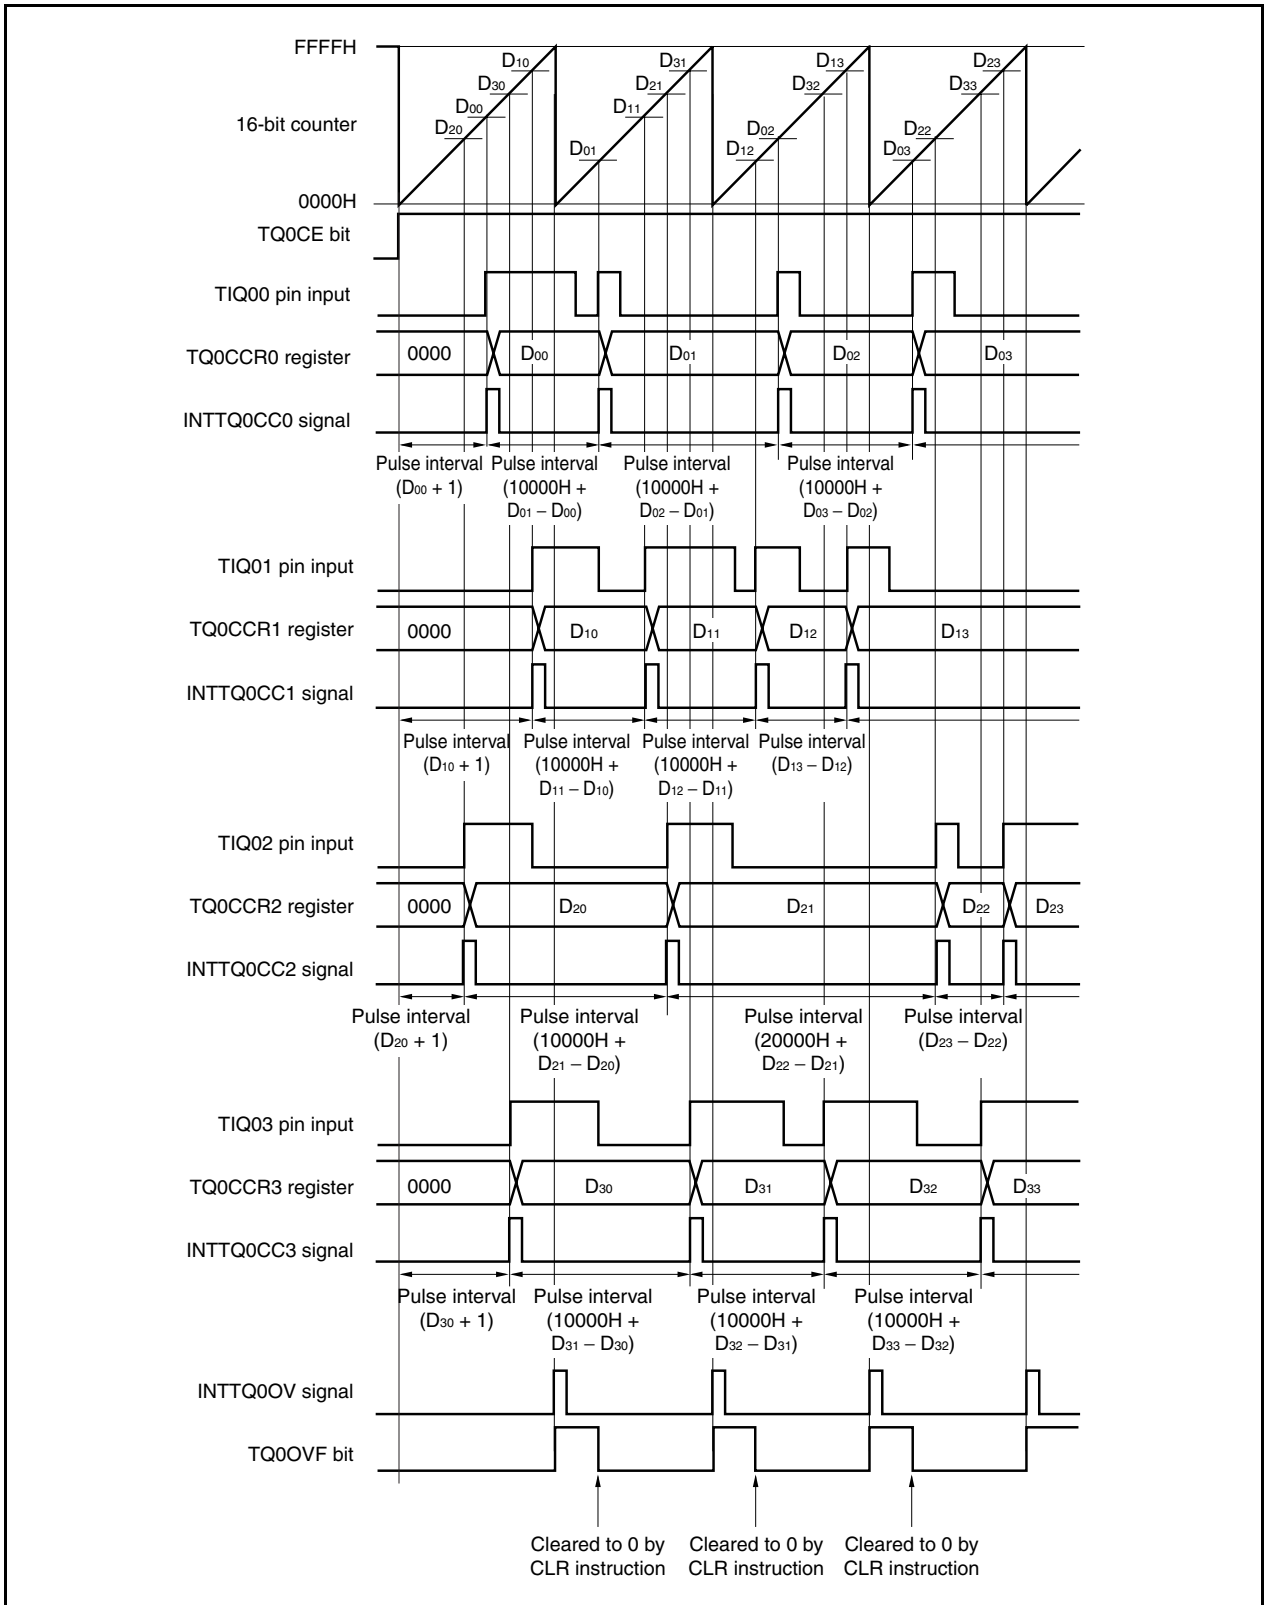 FFFFH
16-bit counter
0000H
D10
D30
D00
D20
D31
D21
D11
D01
D13
D32
D02
D12
D23
D33
D22
D03
TQ0CE bit
TIQ00 pin input
TQ0CCR0 register
0000
D00
D01
D02
D03
INTTQ0CC0 signal
Pulse interval
(D00 + 1)
Pulse interval
(10000H +
D01 – D00)
Pulse interval
(10000H +
D02 – D01)
Pulse interval
(10000H +
D03 – D02)
TIQ01 pin input
TQ0CCR1 register
0000
D10
D11
D12
D13
INTTQ0CC1 signal
Pulse interval
(D10 + 1)
Pulse interval
(10000H +
D11 – D10)
Pulse interval
(10000H +
D12 – D11)
Pulse interval
(D13 – D12)
TIQ02 pin input
TQ0CCR2 register
0000
D20
D21
D22
D23
INTTQ0CC2 signal
Pulse interval
(D20 + 1)
Pulse interval
(10000H +
D21 – D20)
Pulse interval
(20000H +
D22 – D21)
Pulse interval
(D23 – D22)
TIQ03 pin input
TQ0CCR3 register
0000
D30
D31
D32
D33
INTTQ0CC3 signal
Pulse interval
(D30 + 1)
Pulse interval
(10000H +
D31 – D30)
Pulse interval
(10000H +
D32 – D31)
Pulse interval
(10000H +
D33 – D32)
INTTQ0OV signal
TQ0OVF bit
Cleared to 0 by
CLR instruction
Cleared to 0 by
CLR instruction
Cleared to 0 by
CLR instruction